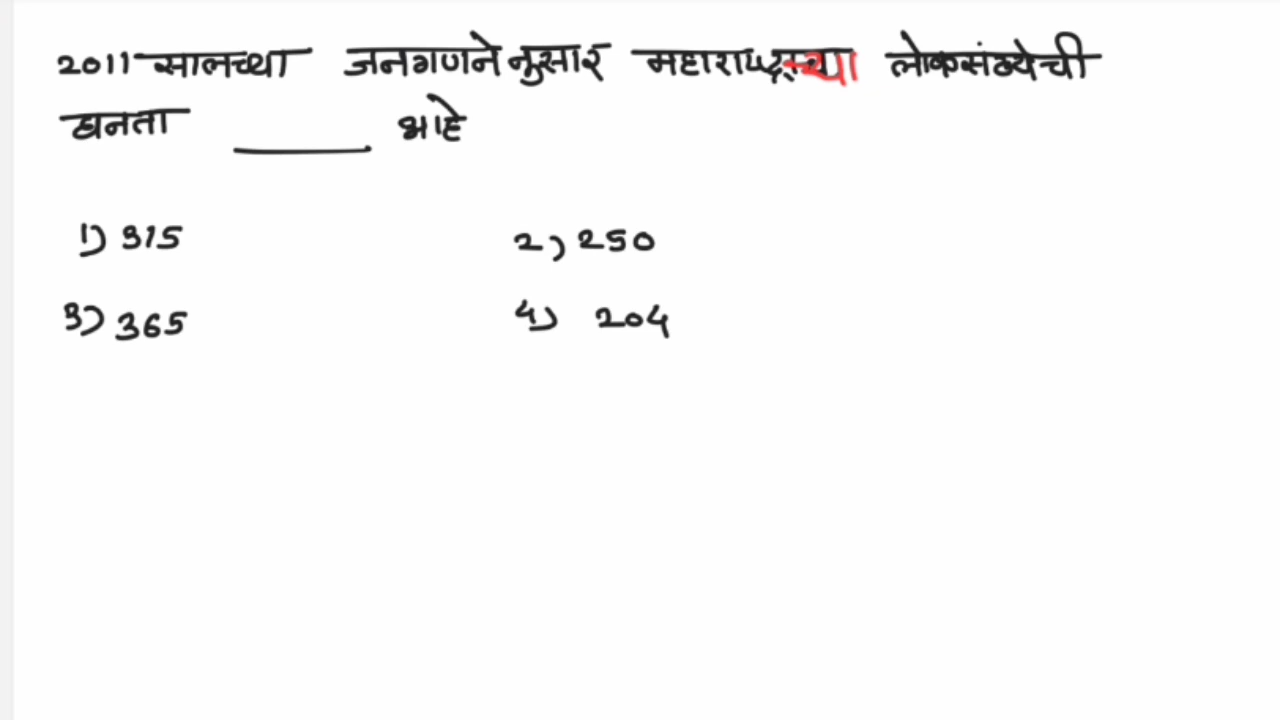 2011 सालच्या जनगणनेनुसार महाराष्ट्राच्या लोकसंख्येची
घनता ______ आहे
1) 315 2) 250
3) 365 4) 204